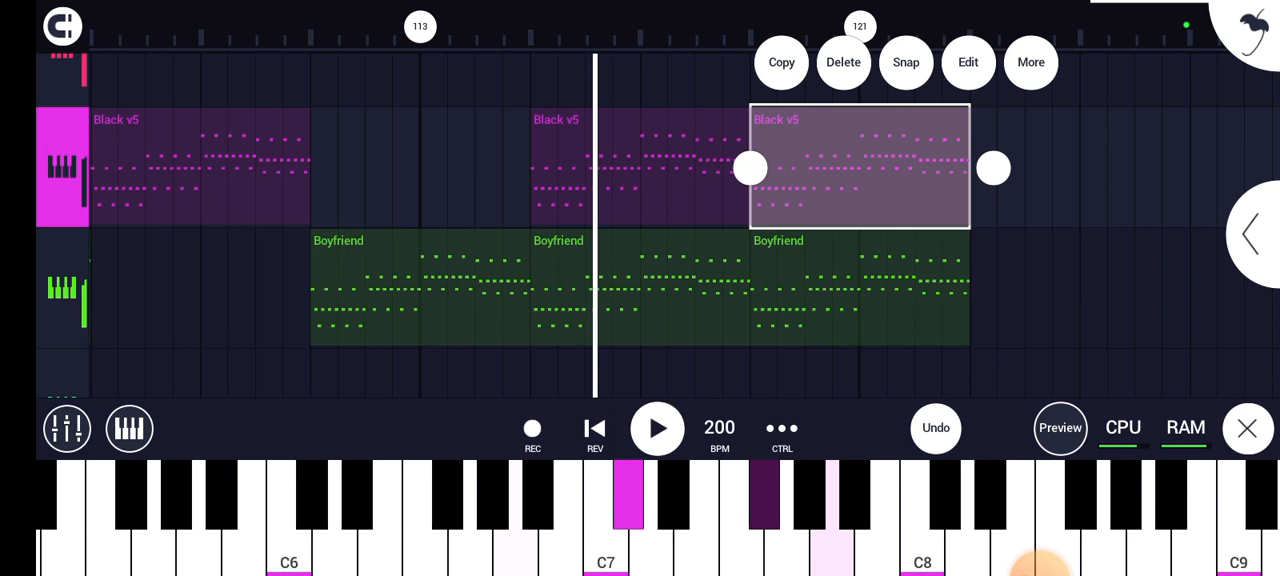 113
121
Copy
Delete
Snap
Edit
More
Black v5
Black v5
Black v5
Boyfriend
Boyfriend
Boyfriend
REC
REV
200
BPM
CTRL
Undo
Preview
CPU
RAM
C6
C7
C8
C9